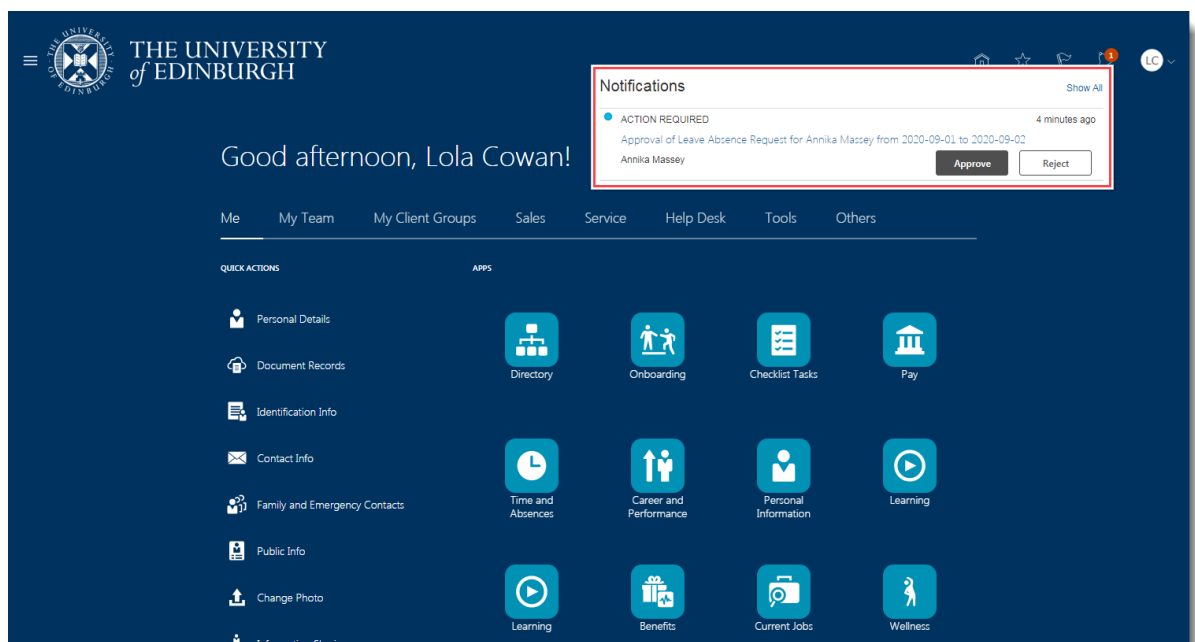 THE UNIVERSITY
of EDINBURGH
1
LC
Notifications
Show All
ACTION REQUIRED
4 minutes ago
Approval of Leave Absence Request for Annika Massey from 2020-09-01 to 2020-09-02
Annika Massey
Approve
Reject
Good afternoon, Lola Cowan!
Me My Team My Client Groups Sales Service Help Desk Tools Others
QUICK ACTIONS
Personal Details
Document Records
Identification Info
Contact Info
Family and Emergency Contacts
Public Info
Change Photo
APPS
Directory
Onboarding
Checklist Tasks
Pay
Time and
Absences
Career and
Performance
Personal
Information
Learning
Learning
Benefits
Current Jobs
Wellness